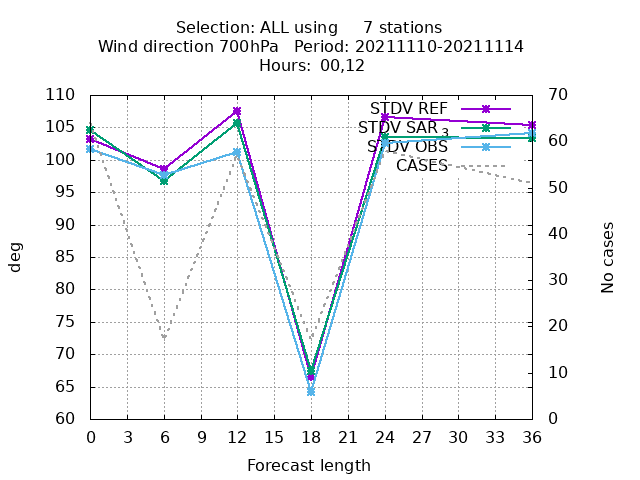 Selection: ALL using 7 stations
Wind direction 700hPa Period: 20211110-20211114
Hours: 00,12
110 70
STDV REF
105 STDV SAR 3 60
STDV OBS
100 CASES
95 50
90 40
85
80 30
75 20
70
65 10
60 0
deg
No cases
0 3 6 9 12 15 18 21 24 27 30 33 36
Forecast length